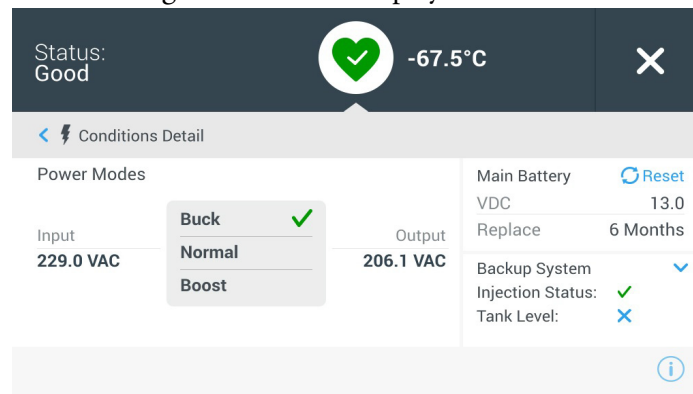 Status:
Good
-67.5°C
Conditions Detail
Power Modes
Input
229.0 VAC
Buck
Normal
Boost
Output
206.1 VAC
Main Battery
Reset
VDC
13.0
Replace
6 Months
Backup System
Injection Status:
Tank Level: